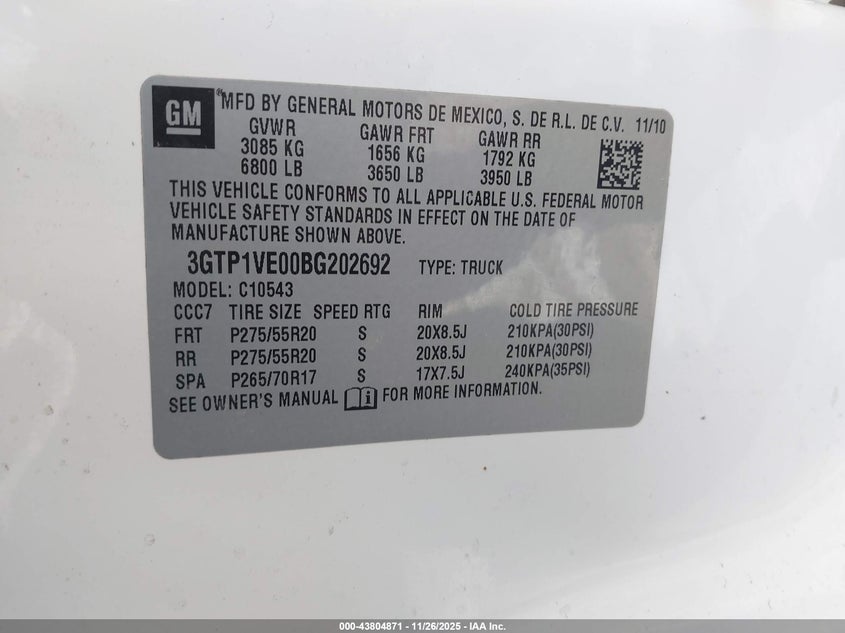 GM
®MFD BY GENERAL MOTORS DE MEXICO, S. DE R.L. DE C.V. 11/10
GVWR GAWR FRT GAWR RR
3085 KG 1656 KG 1792 KG
6800 LB 3650 LB 3950 LB
THIS VEHICLE CONFORMS TO ALL APPLICABLE U.S. FEDERAL MOTOR
VEHICLE SAFETY STANDARDS IN EFFECT ON THE DATE OF
MANUFACTURE SHOWN ABOVE.
3GTP1VE00BG202692 TYPE: TRUCK
MODEL: C10543
CCC7 TIRE SIZE SPEED RTG RIM COLD TIRE PRESSURE
FRT P275/55R20 S 20X8.5J 210KPA(30PSI)
RR P275/55R20 S 20X8.5J 210KPA(30PSI)
SPA P265/70R17 S 17X7.5J 240KPA(35PSI)
SEE OWNER'S MANUAL i FOR MORE INFORMATION.
000-43804871 - 11/26/2025 - IAA Inc.